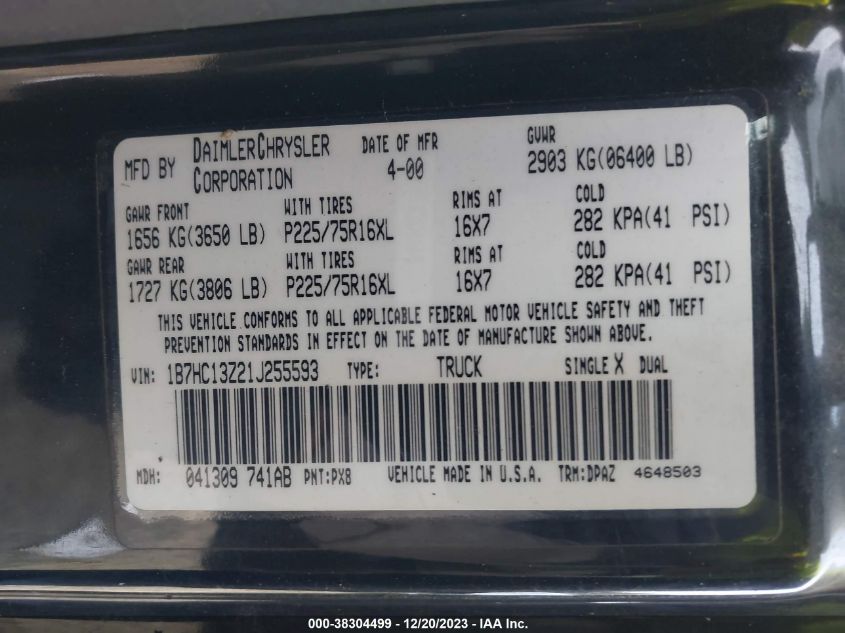 MFD BY DAIMLERCHRYSLER CORPORATION DATE OF MFR 4-00 GVWR 2903 KG(06400 LB)
GAWR FRONT WITH TIRES RIMS AT COLD
1656 KG(3650 LB) P225/75R16XL 16X7 282 KPA(41 PSI)
GAWR REAR WITH TIRES RIMS AT COLD
1727 KG(3806 LB) P225/75R16XL 16X7 282 KPA(41 PSI)
THIS VEHICLE CONFORMS TO ALL APPLICABLE FEDERAL MOTOR VEHICLE SAFETY AND THEFT
PREVENTION STANDARDS IN EFFECT ON THE DATE OF MANUFACTURE SHOWN ABOVE.
VIN: 1B7HC13Z21J255593 TYPE: TRUCK SINGLE X DUAL
MDH: 041309 741AB PNT:PX8 VEHICLE MADE IN U.S.A. TRM:DPAZ 4648503
000-38304499 - 12/20/2023 - IAA Inc.